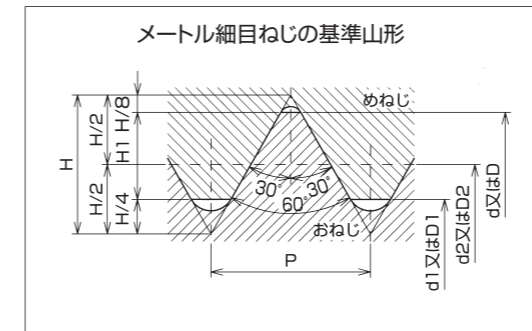 メートル細目ねじの基準山形
めねじ
H
H/2
H/2
H/8
H1
H/4
30°
30°
60°
おねじ
P
d1又はD1
d2又はD2
d又はD